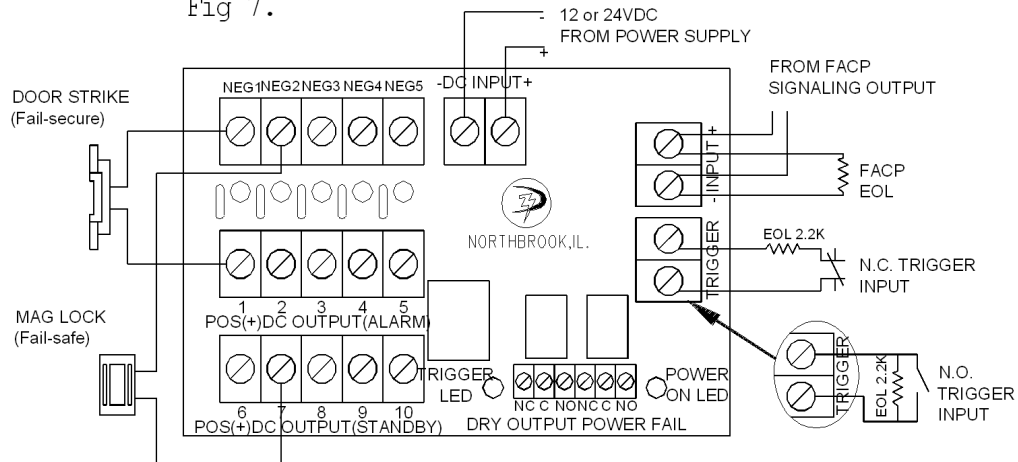 Fig 7.
- 12 or 24VDC
FROM POWER SUPPLY
+
FROM FACP
SIGNALING OUTPUT
DOOR STRIKE
(Fail-secure)
NEG1 NEG2 NEG3 NEG4 NEG5
-DC INPUT+
- INPUT +
FACP
EOL
NORTHBROOK,IL.
TRIGGER
EOL 2.2K
N.C. TRIGGER
INPUT
1 2 3 4 5
POS(+)DC OUTPUT(ALARM)
MAG LOCK
(Fail-safe)
TRIGGER
LED
POWER
ON LED
NC C NO NC C NO
DRY OUTPUT POWER FAIL
6 7 8 9 10
POS(+)DC OUTPUT(STANDBY)
TRIGGER
EOL 2.2K
N.O.
TRIGGER
INPUT